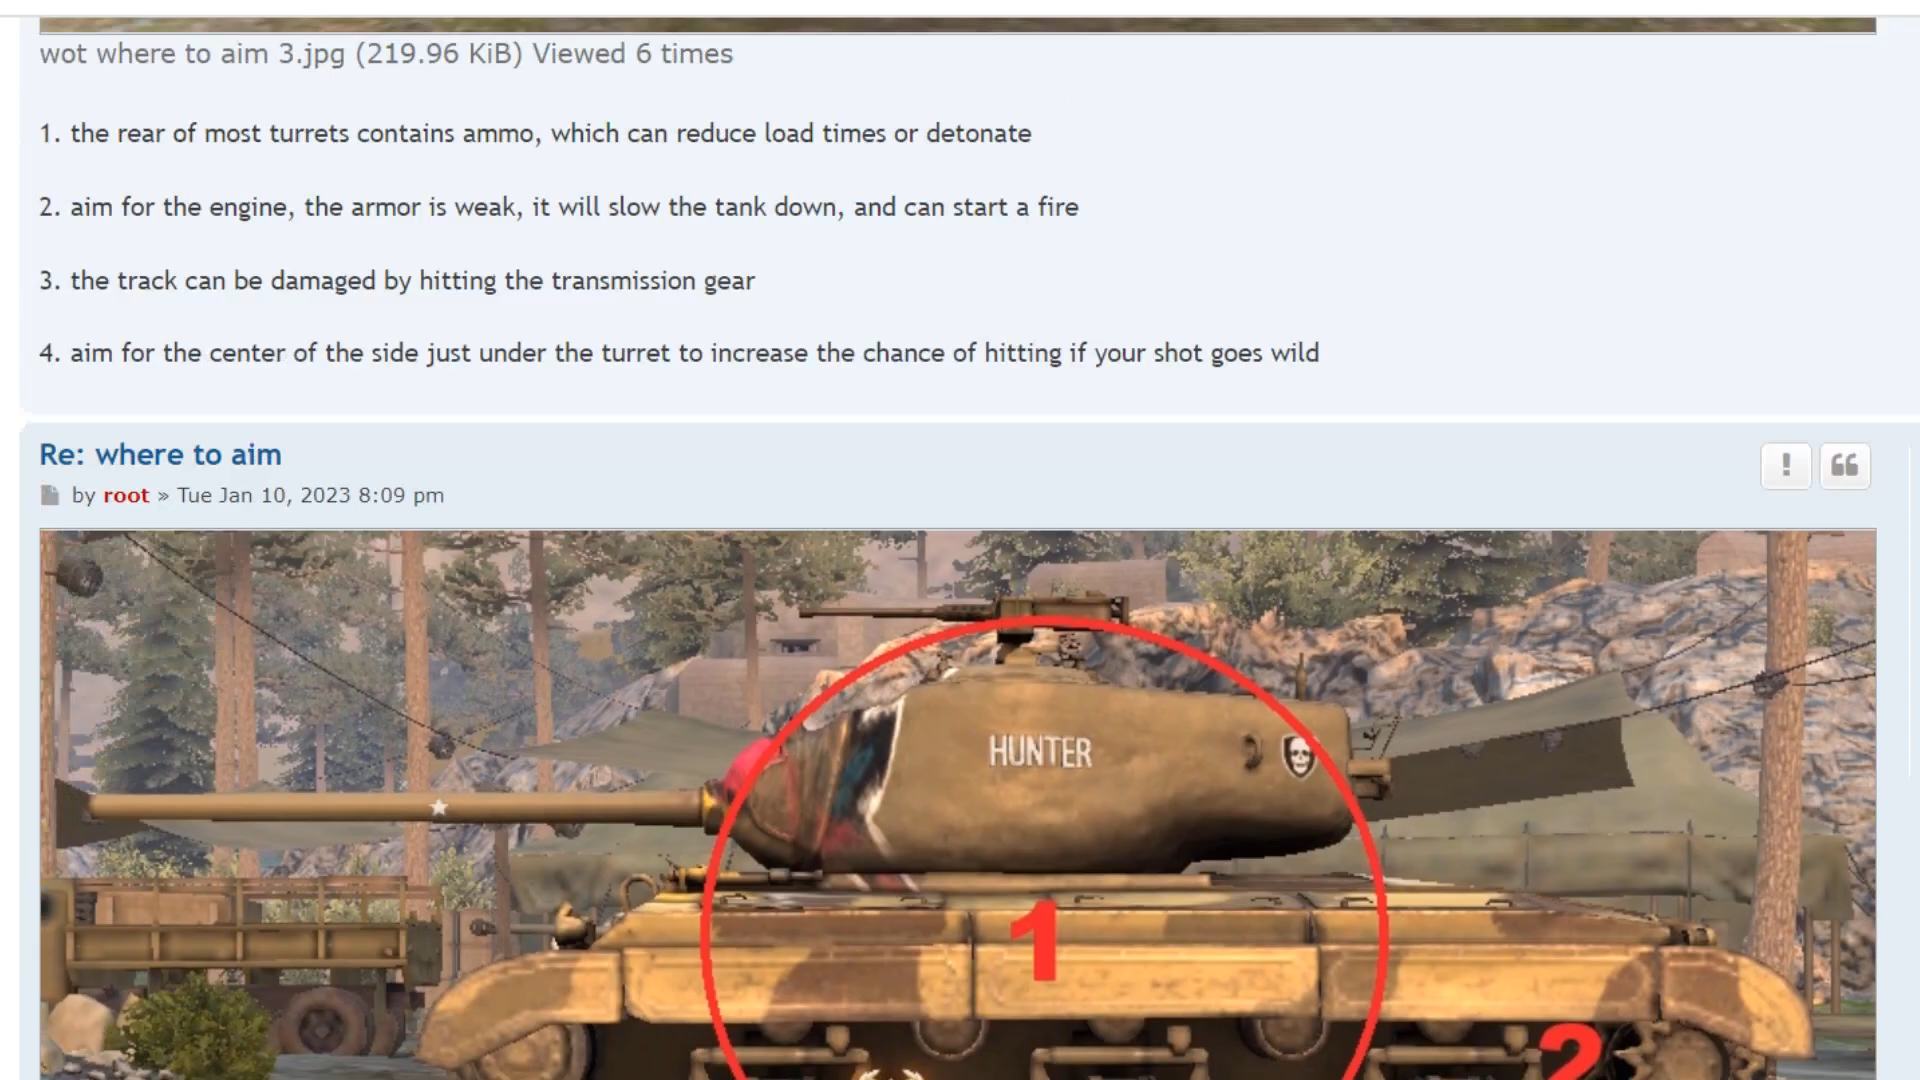 wot where to aim 3.jpg (219.96 KiB) Viewed 6 times
1. the rear of most turrets contains ammo, which can reduce load times or detonate
2. aim for the engine, the armor is weak, it will slow the tank down, and can start a fire
3. the track can be damaged by hitting the transmission gear
4. aim for the center of the side just under the turret to increase the chance of hitting if your shot goes wild
Re: where to aim
by root » Tue Jan 10, 2023 8:09 pm
HUNTER
1
2